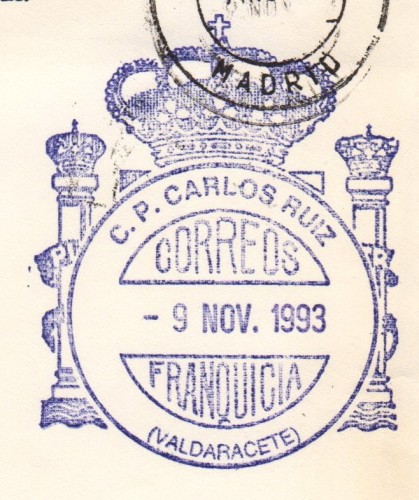 MADRID
C. P. CARLOS RUIZ
CORREOS
- 9 NOV. 1993
FRANQUICIA
(VALDARACETE)